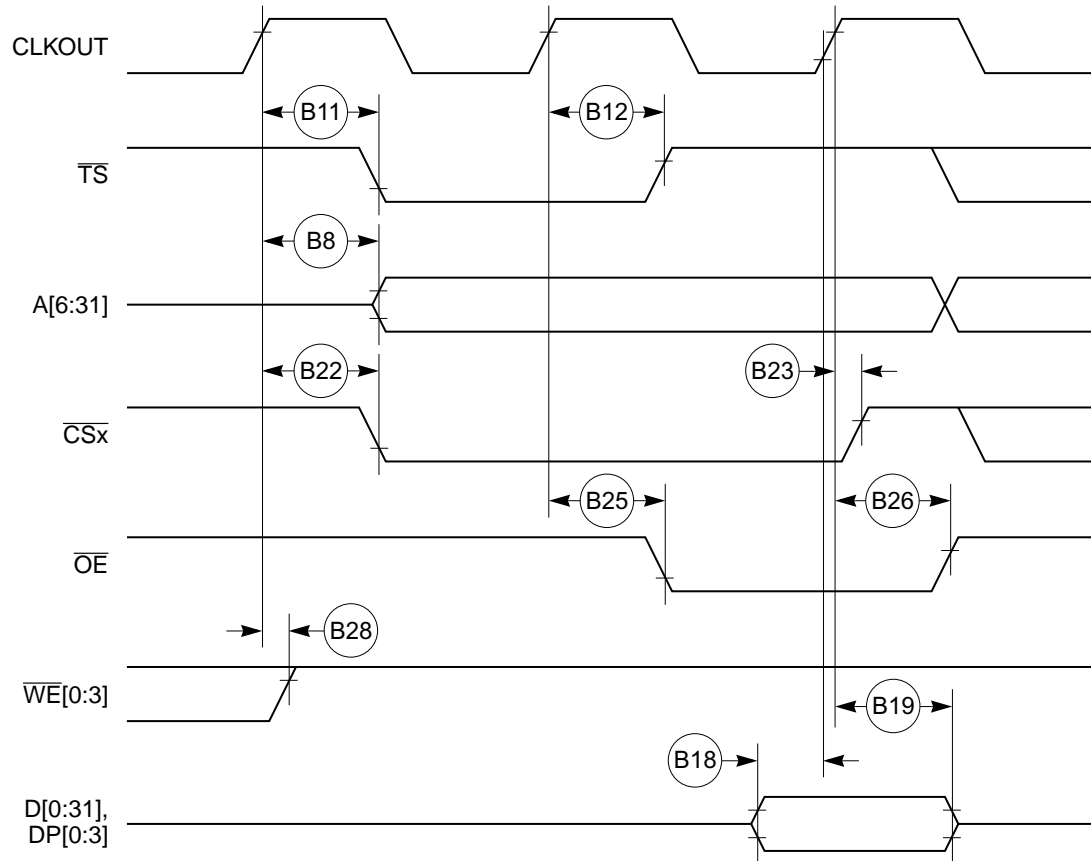 CLKOUT
B11
B12
TS
B8
A[6:31]
B22
B23
CSx
B25
B26
OE
B28
WE[0:3]
B19
B18
D[0:31],
DP[0:3]